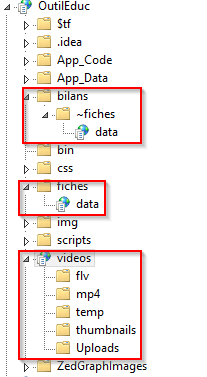 OutilEduc
$tf
.idea
App_Code
App_Data
bilans
~fiches
data
bin
css
fiches
data
img
scripts
videos
flv
mp4
temp
thumbnails
Uploads
ZedGraphImages